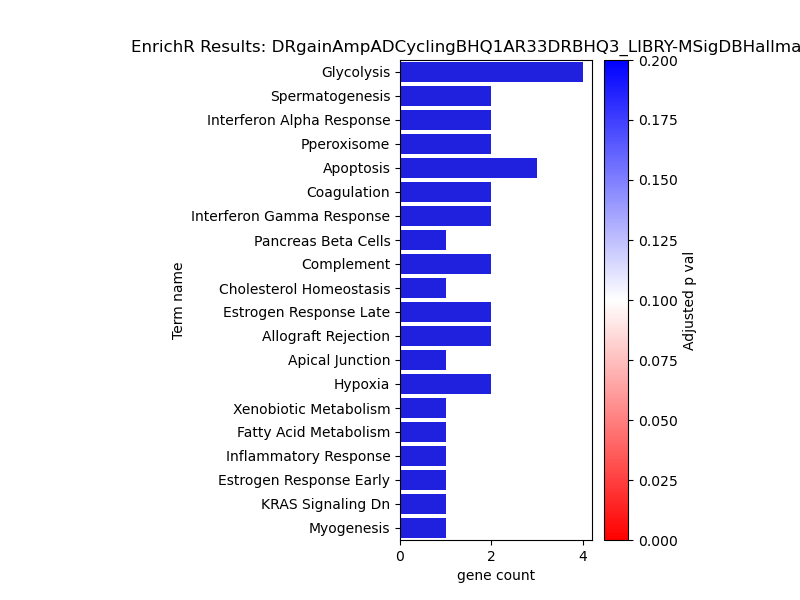 EnrichR Results: DRgainAmpADCyclingBHQ1AR33DRBHQ3_LIBRY-MSigDBHallma
Glycolysis
Spermatogenesis
Interferon Alpha Response
Pperoxisome
Apoptosis
Coagulation
Interferon Gamma Response
Pancreas Beta Cells
Complement
Cholesterol Homeostasis
Estrogen Response Late
Allograft Rejection
Apical Junction
Hypoxia
Xenobiotic Metabolism
Fatty Acid Metabolism
Inflammatory Response
Estrogen Response Early
KRAS Signaling Dn
Myogenesis
Term name
0 2 4
gene count
0.200
0.175
0.150
0.125
0.100
0.075
0.050
0.025
0.000
Adjusted p val